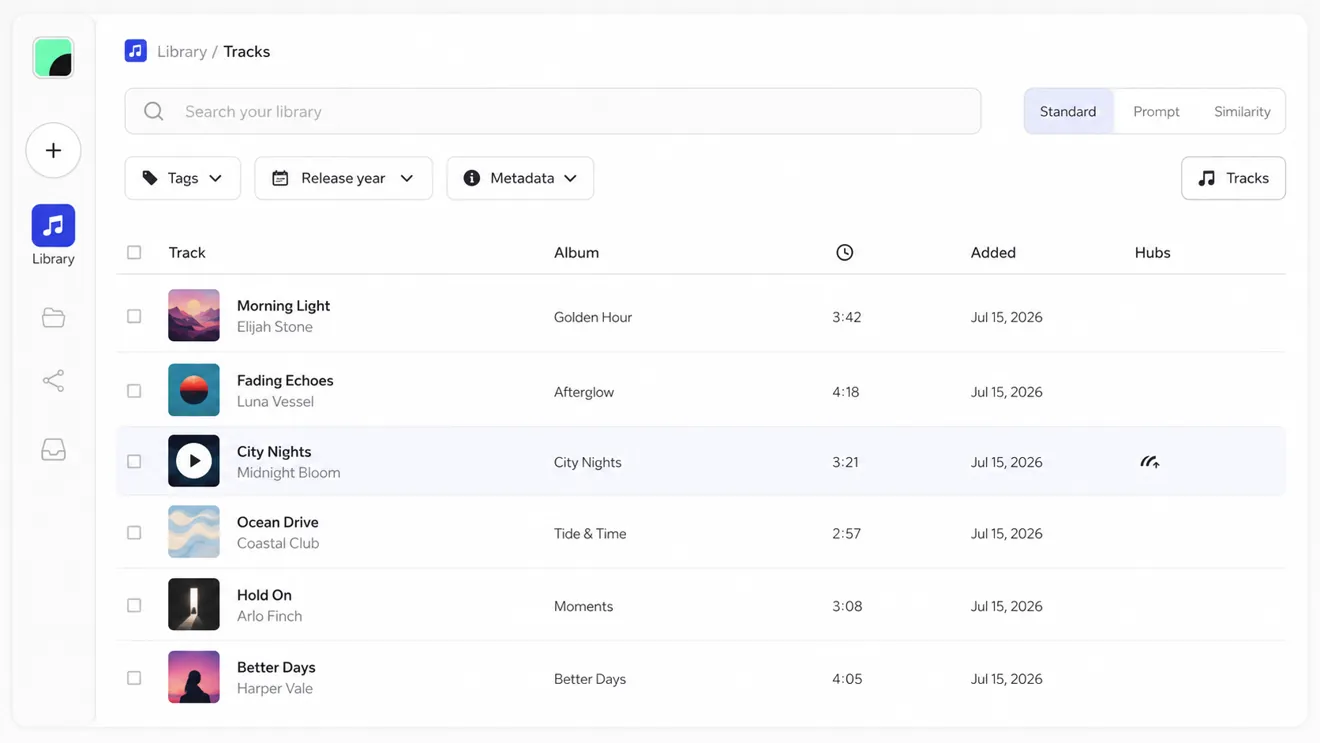 Library / Tracks
Search your library
Standard Prompt Similarity
Tags Release year Metadata Tracks
Library
Track Album Added Hubs
Morning Light
Elijah Stone
Golden Hour 3:42 Jul 15, 2026
Fading Echoes
Luna Vessel
Afterglow 4:18 Jul 15, 2026
City Nights
Midnight Bloom
City Nights 3:21 Jul 15, 2026
Ocean Drive
Coastal Club
Tide & Time 2:57 Jul 15, 2026
Hold On
Arlo Finch
Moments 3:08 Jul 15, 2026
Better Days
Harper Vale
Better Days 4:05 Jul 15, 2026